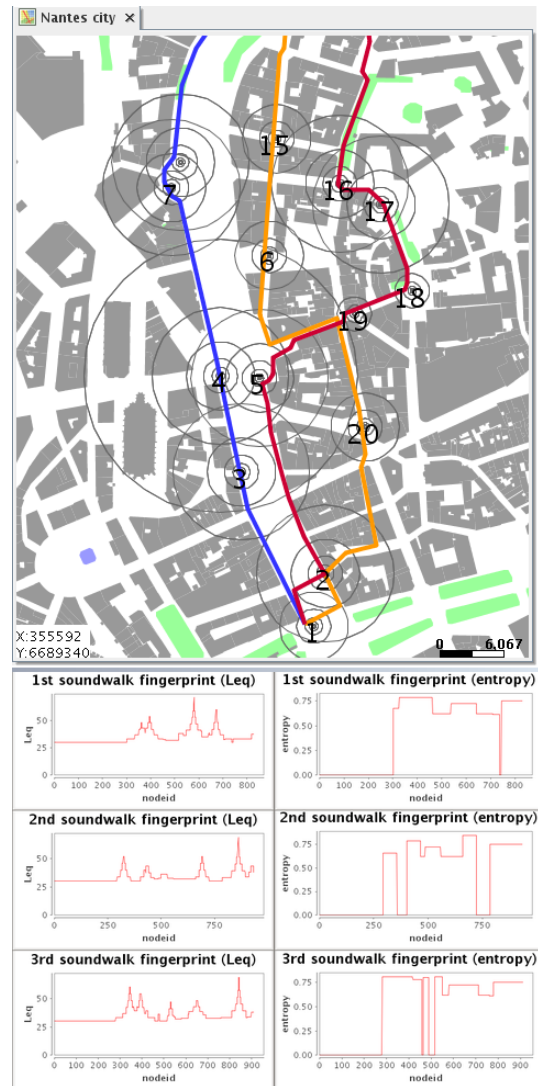 Nantes city ×
15
16
7
17
6
18
19
4
5
20
3
2
1
X:355592
Y:6689340
0 6,067
1st soundwalk fingerprint (Leq)
1st soundwalk fingerprint (entropy)
Leq
50
25
0
0 100 200 300 400 500 600 700 800
nodeid
entropy
0.75
0.50
0.25
0.00
0 100 200 300 400 500 600 700 800
nodeid
2nd soundwalk fingerprint (Leq)
2nd soundwalk fingerprint (entropy)
Leq
50
25
0
0 250 500 750
nodeid
entropy
0.75
0.50
0.25
0.00
0 250 500 750
nodeid
3rd soundwalk fingerprint (Leq)
3rd soundwalk fingerprint (entropy)
Leq
50
25
0
0 100 200 300 400 500 600 700 800 900
nodeid
entropy
0.75
0.50
0.25
0.00
0 100 200 300 400 500 600 700 800 900
nodeid